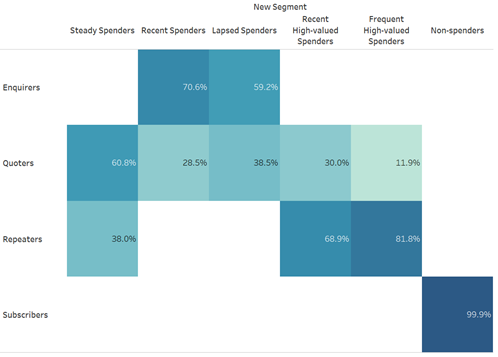 New Segment
Steady Spenders Recent Spenders Lapsed Spenders Recent High-valued Spenders Frequent High-valued Spenders Non-spenders
Enquirers 70.6% 59.2%
Quoters 60.8% 28.5% 38.5% 30.0% 11.9%
Repeaters 38.0% 68.9% 81.8%
Subscribers 99.9%